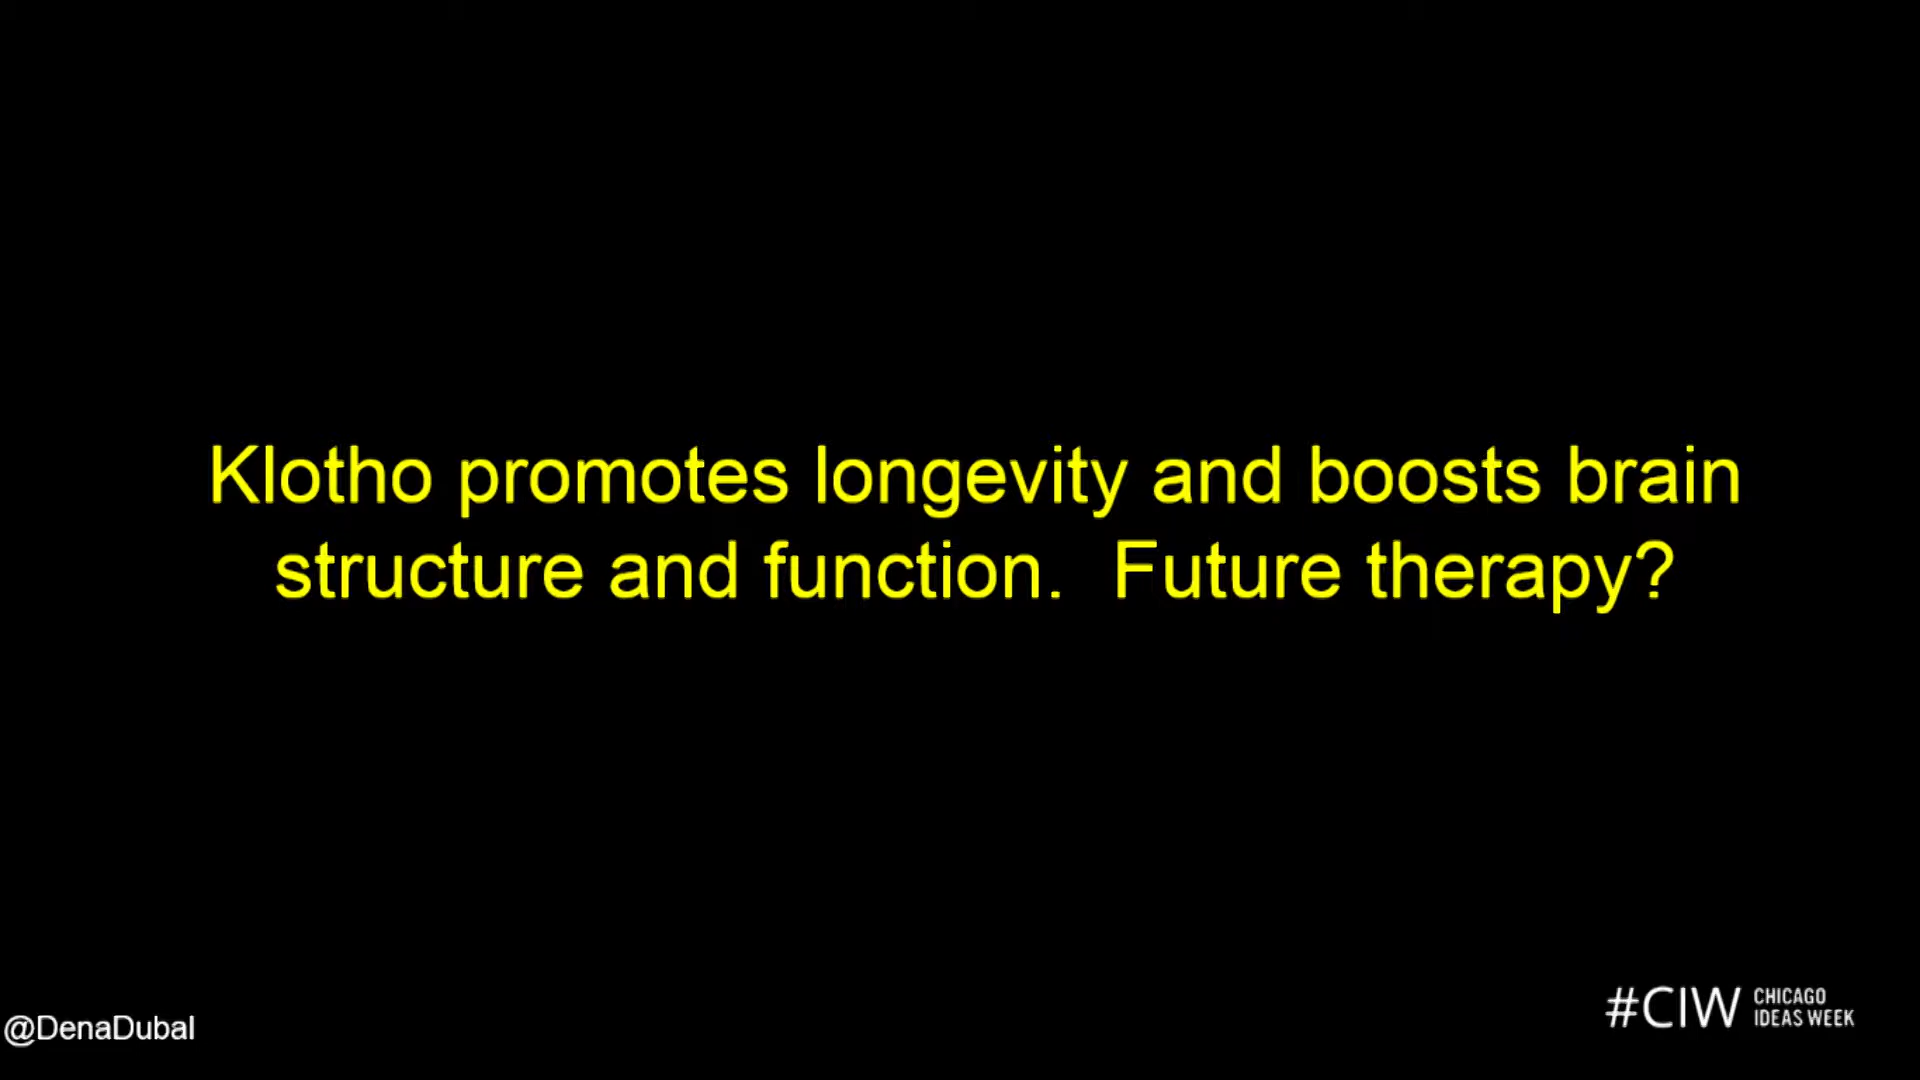 Klotho promotes longevity and boosts brain
structure and function.  Future therapy?
@DenaDubal
#CIW CHICAGO
IDEAS WEEK